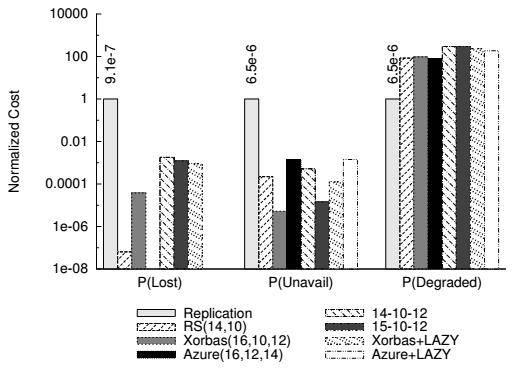 10000
100
1
0.01
0.0001
1e-06
1e-08
Normalized Cost
9.1e-7
6.5e-6
6.5e-6
P(Lost)
P(Unavail)
P(Degraded)
Replication
RS(14,10)
Xorbas(16,10,12)
Azure(16,12,14)
14-10-12
15-10-12
Xorbas+LAZY
Azure+LAZY